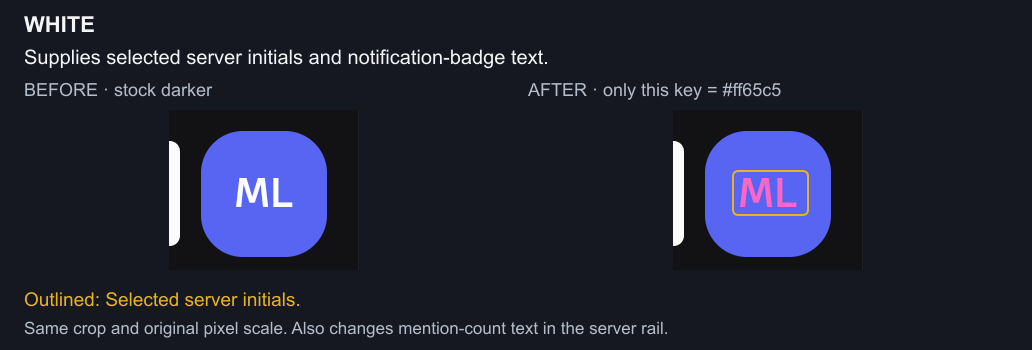 WHITE
Supplies selected server initials and notification-badge text.
BEFORE · stock darker
AFTER · only this key = #ff65c5
ML
ML
Outlined: Selected server initials.
Same crop and original pixel scale. Also changes mention-count text in the server rail.